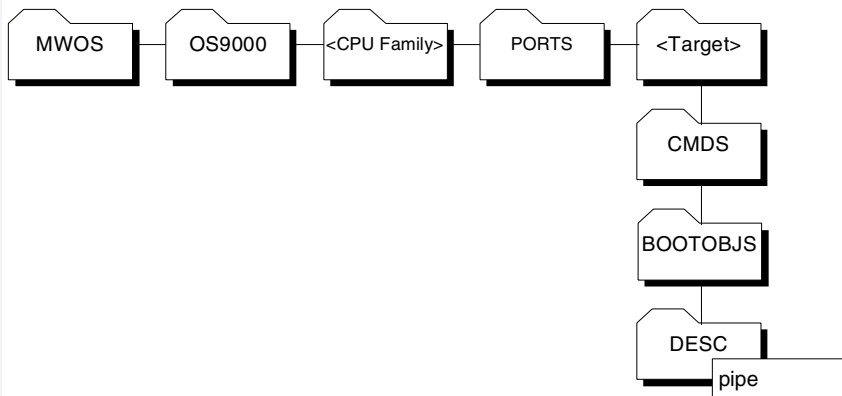 MWOS
OS9000
<CPU Family>
PORTS
<Target>
CMDS
BOOTOBJS
DESC
pipe